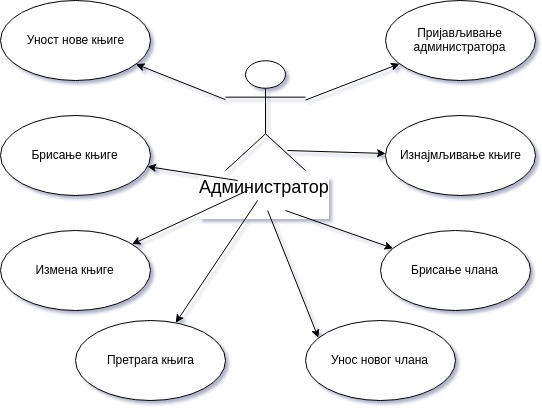 Уност нове књиге
Пријављивање
администратора
Брисање књиге
Изнајмљивање књиге
Администратор
Измена књиге
Брисање члана
Претрага књига
Унос новог члана